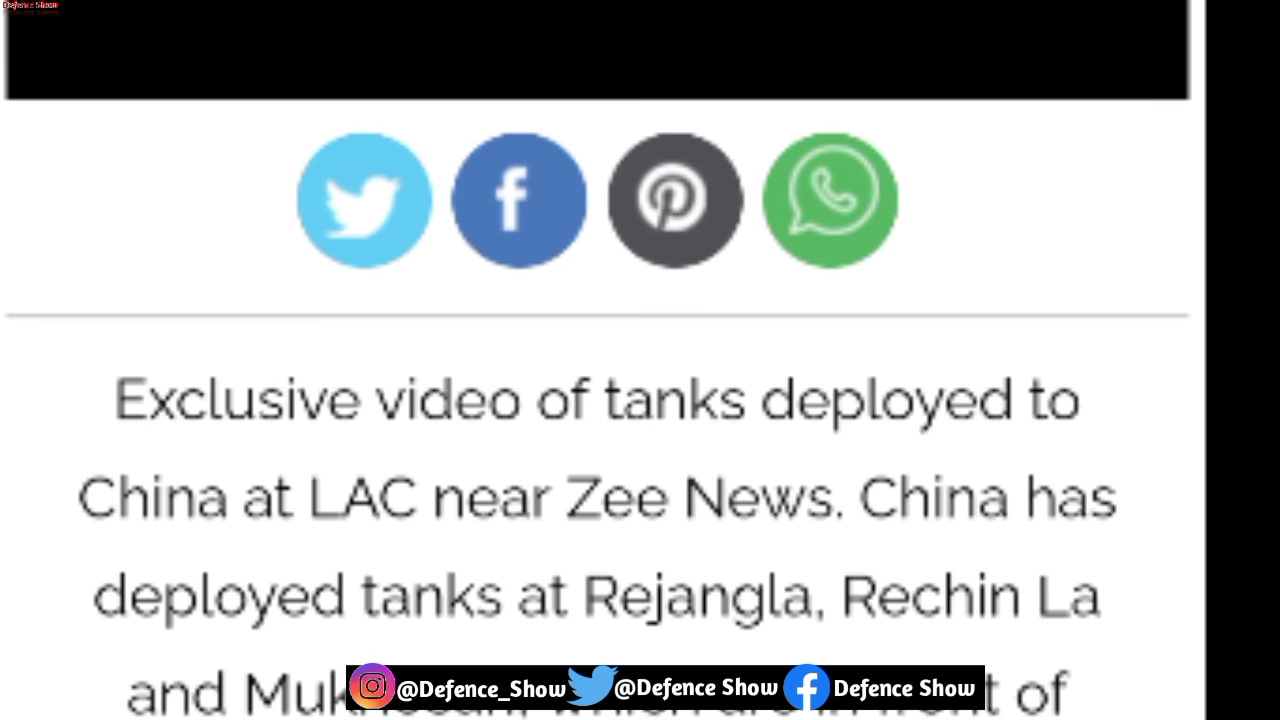 Defence Show
Exclusive video of tanks deployed to
China at LAC near Zee News. China has
deployed tanks at Rejangla, Rechin La
and of
@Defence_Show @Defence Show Defence Show